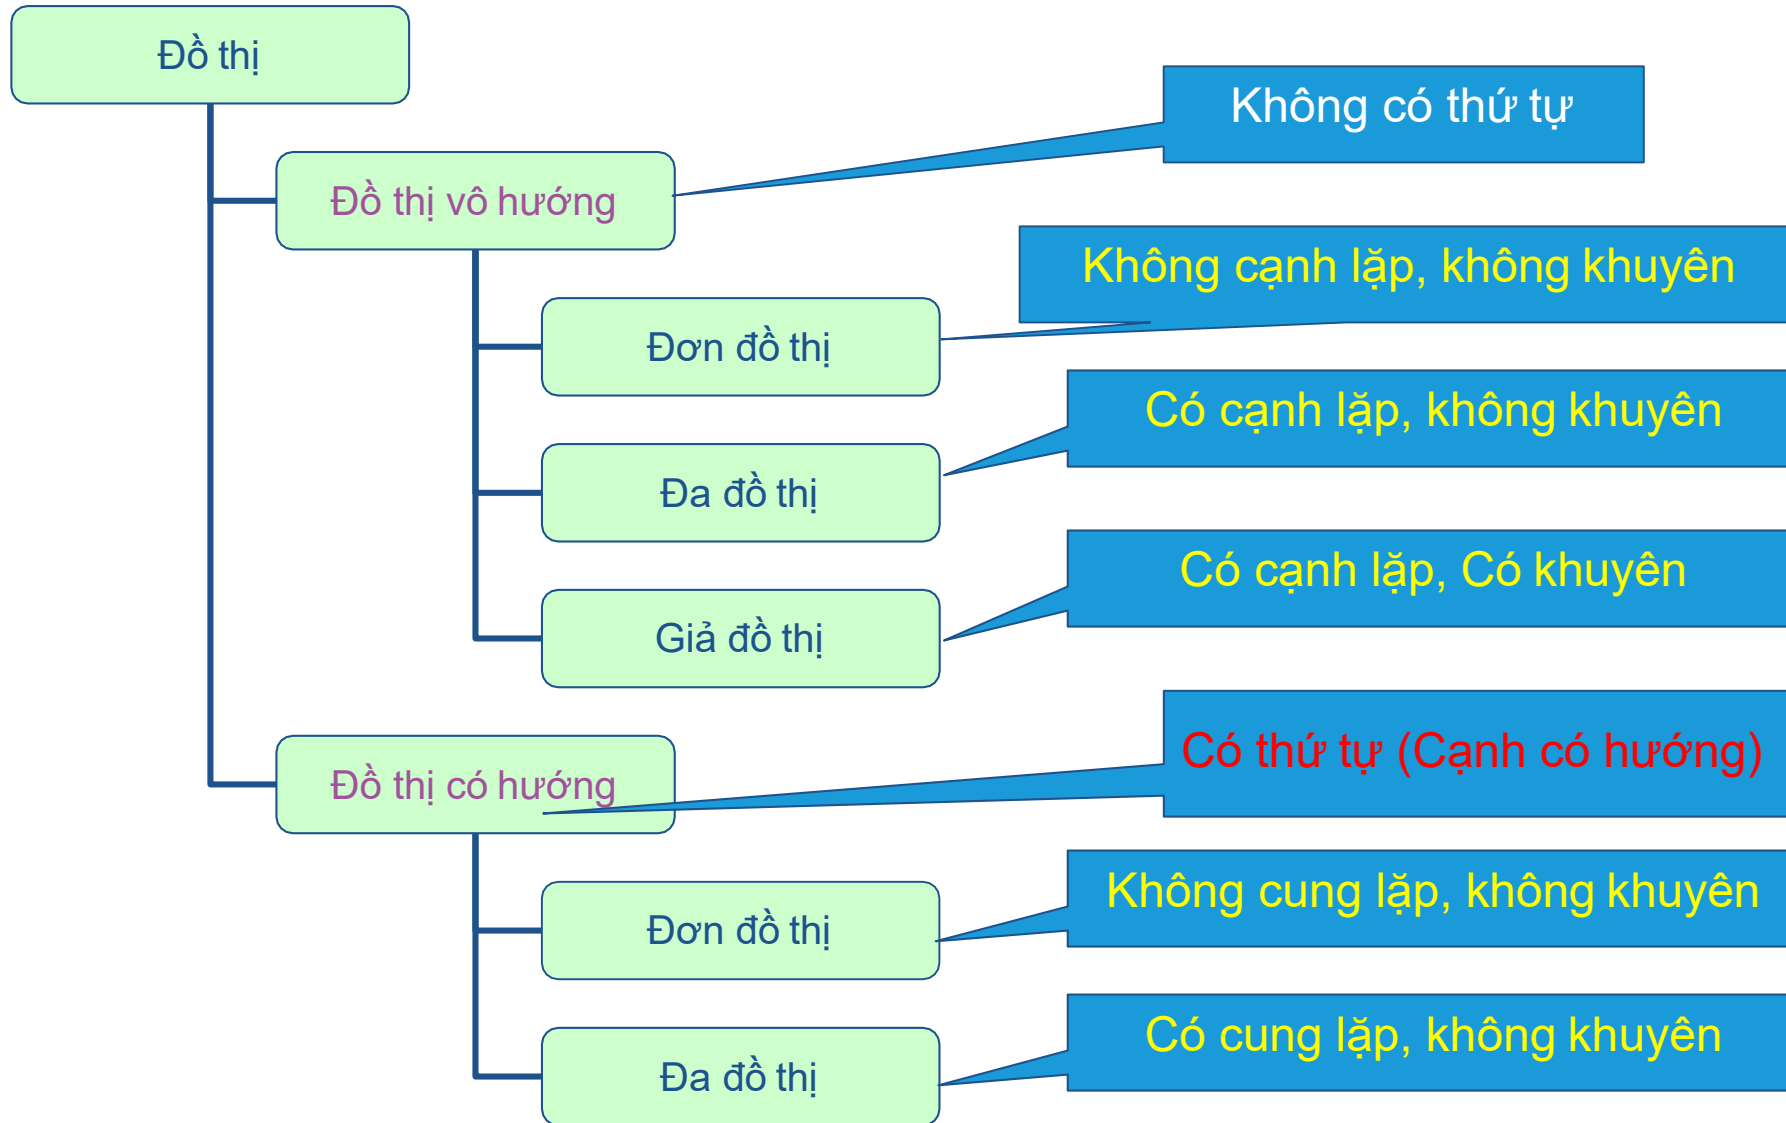 Đồ thị
Không có thứ tự
Đồ thị vô hướng
Không cạnh lặp, không khuyên
Đơn đồ thị
Có cạnh lặp, không khuyên
Đa đồ thị
Có cạnh lặp, Có khuyên
Giả đồ thị
Có thứ tự (Cạnh có hướng)
Đồ thị có hướng
Không cung lặp, không khuyên
Đơn đồ thị
Có cung lặp, không khuyên
Đa đồ thị